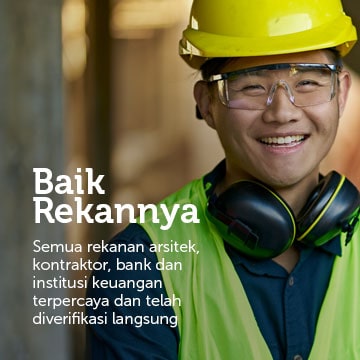 Baik
Rekannya
Semua rekanan arsitek,
kontraktor, bank dan
institusi keuangan
terpercaya dan telah
diverifikasi langsung